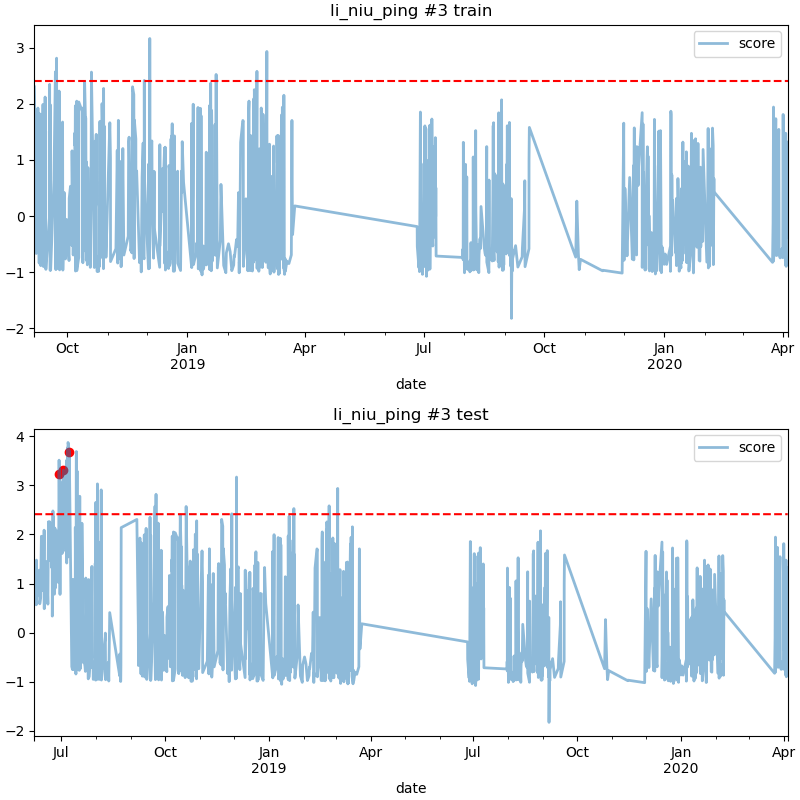 li_niu_ping #3 train
score
3
2
1
0
−1
−2
Oct Jan Apr Jul Oct Jan Apr
2019 2020
date
li_niu_ping #3 test
score
4
3
2
1
0
−1
−2
Jul Oct Jan Apr Jul Oct Jan Apr
2019 2020
date